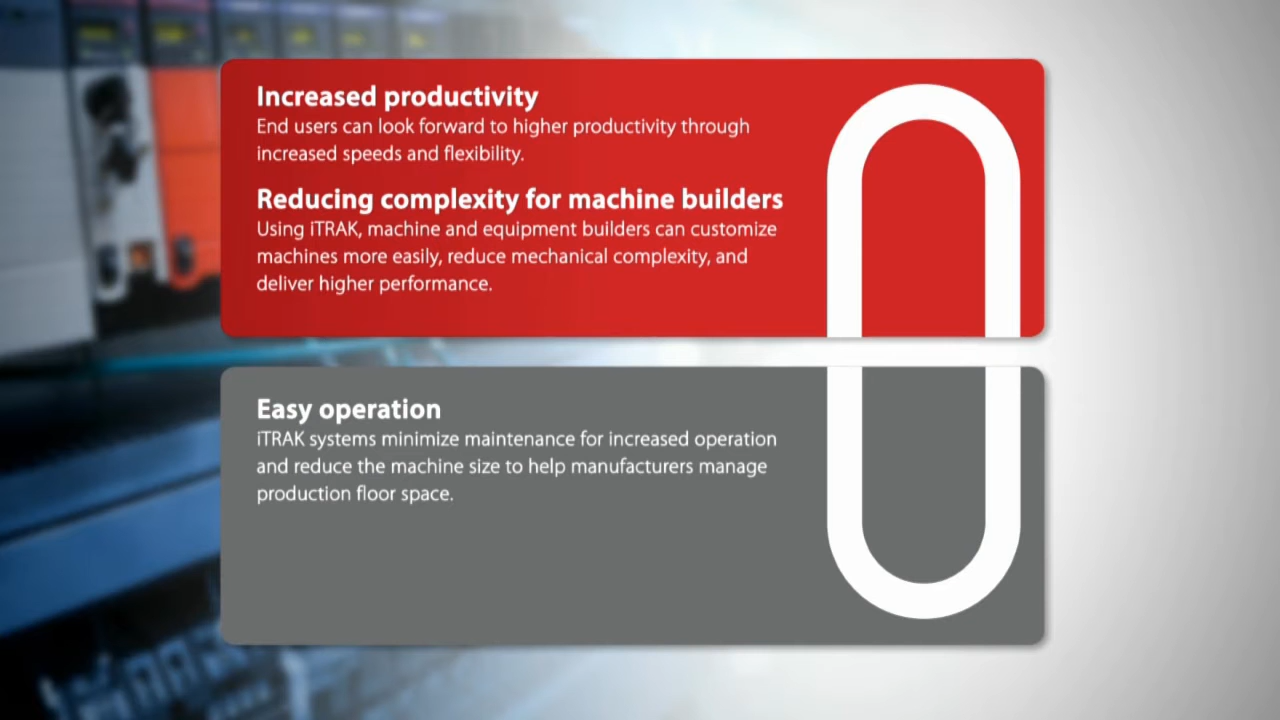 Increased productivity
End users can look forward to higher productivity through
increased speeds and flexibility.
Reducing complexity for machine builders
Using iTRAK, machine and equipment builders can customize
machines more easily, reduce mechanical complexity, and
deliver higher performance.
Easy operation
iTRAK systems minimize maintenance for increased operation
and reduce the machine size to help manufacturers manage
production floor space.